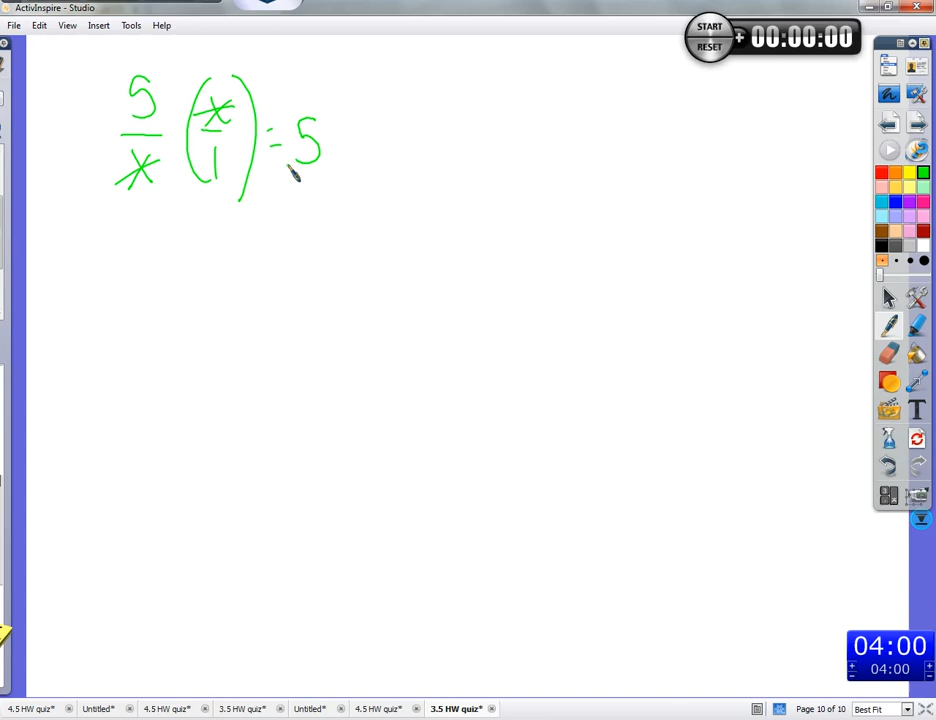 ActivInspire - Studio
File Edit View Insert Tools Help
START
RESET
+ 00:00:00
5/x (x/1) = 5
04:00
04:00
4.5 HW quiz* Untitled* 4.5 HW quiz* 3.5 HW quiz* Untitled* 4.5 HW quiz* 3.5 HW quiz* Page 10 of 10 Best Fit